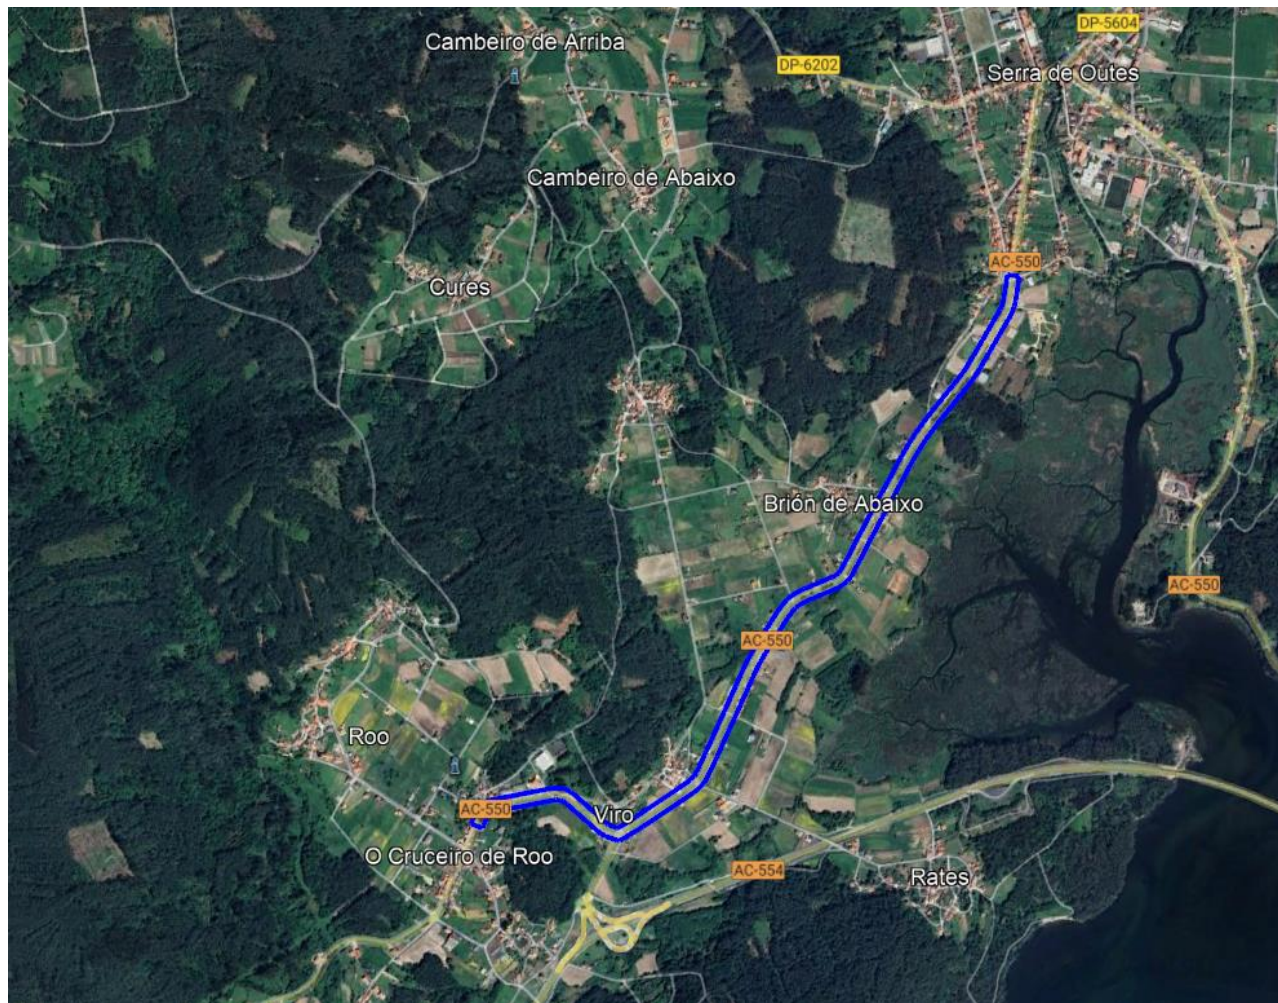 DP-5604
Cambeiro de Arriba
DP-6202
Serra de Outes
Cambeiro de Abaixo
AC-550
Curés
Brión de Abaixo
AC-550
AC-550
Roo
AC-550
Viro
O Cruceiro de Roo
AC-554
Rates